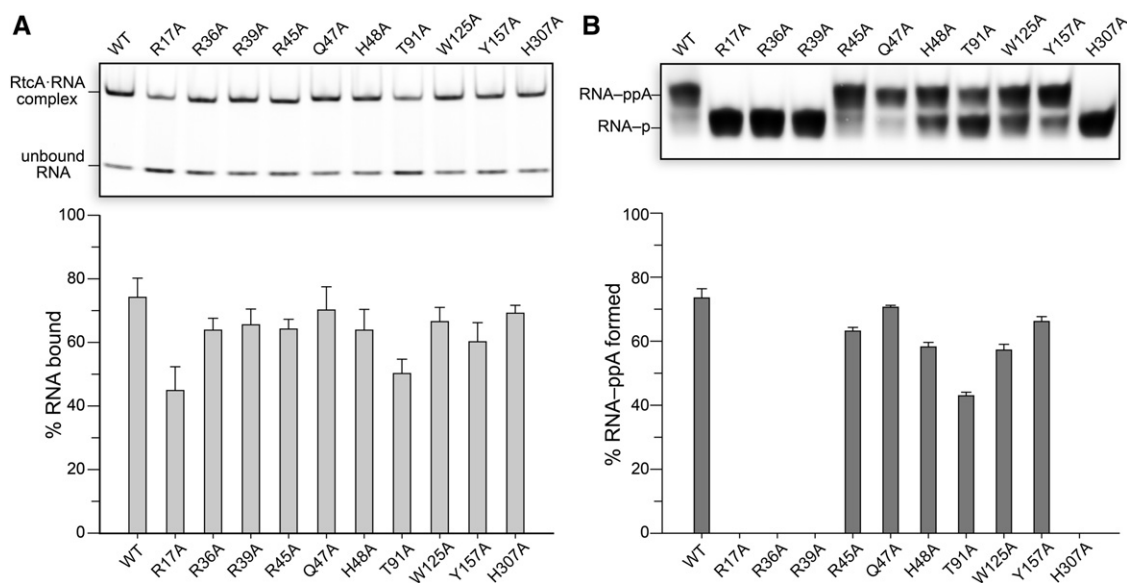 A
WT R17A R36A R39A R45A Q47A H48A T91A W125A Y157A H307A
RtcA·RNA
complex
unbound
RNA
100
80
60
40
20
0
% RNA bound
WT R17A R36A R39A R45A Q47A H48A T91A W125A Y157A H307A
B
WT R17A R36A R39A R45A Q47A H48A T91A W125A Y157A H307A
RNA–ppA
RNA–p
100
80
60
40
20
0
% RNA–ppA formed
WT R17A R36A R39A R45A Q47A H48A T91A W125A Y157A H307A